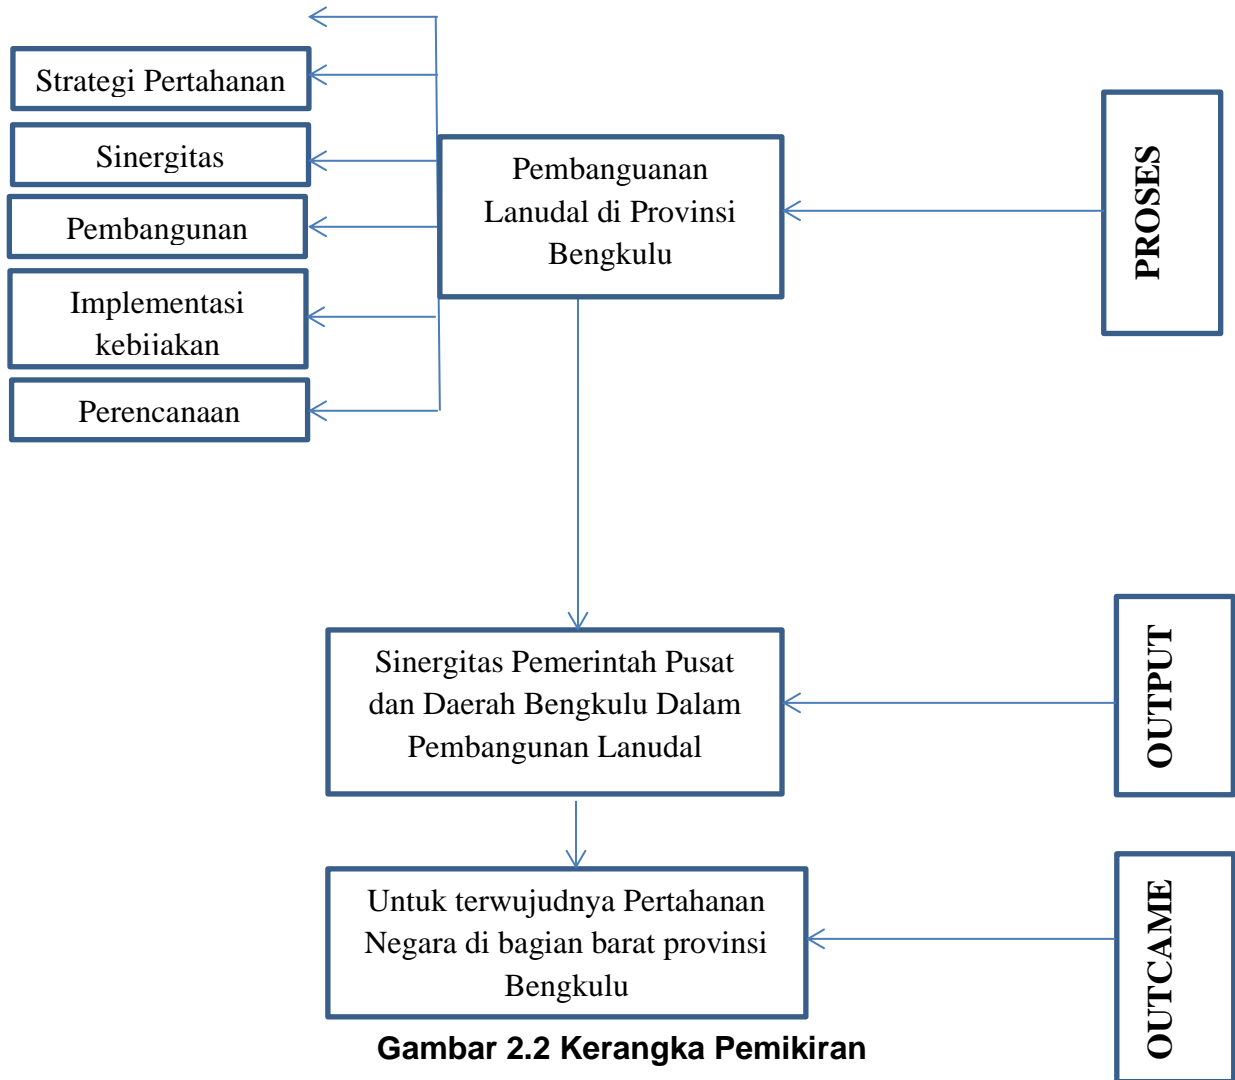 Strategi Pertahanan
Sinergitas
Pembangunan
Implementasi
kebijakan
Perencanaan
Pembanguanan
Lanudal di Provinsi
Bengkulu
PROSES
Sinergitas Pemerintah Pusat
dan Daerah Bengkulu Dalam
Pembangunan Lanudal
OUTPUT
Untuk terwujudnya Pertahanan
Negara di bagian barat provinsi
Bengkulu
OUTCAME
Gambar 2.2 Kerangka Pemikiran